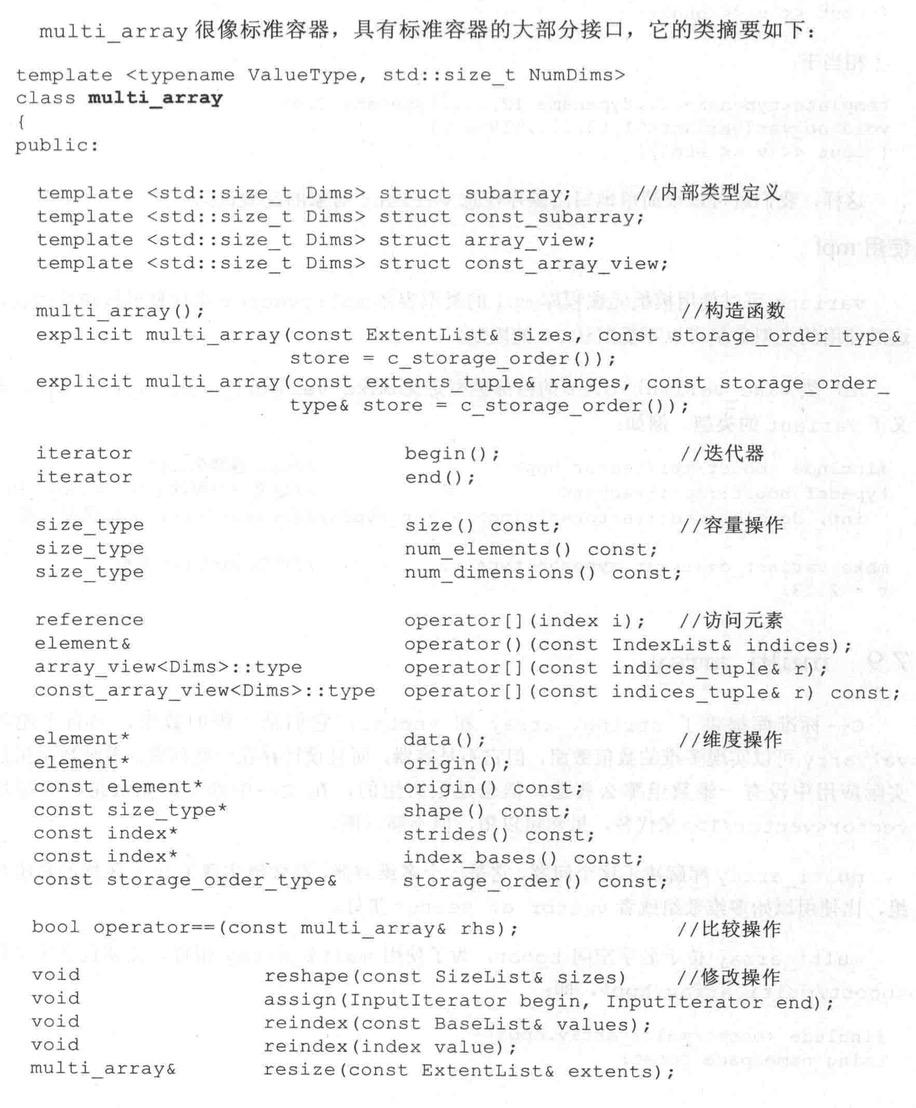 multi_array 很像标准容器，具有标准容器的大部分接口，它的类摘要如下：
template <typename ValueType, std::size_t NumDims>
class multi_array
{
public:
template <std::size_t Dims> struct subarray; //内部类型定义
template <std::size_t Dims> struct const_subarray;
template <std::size_t Dims> struct array_view;
template <std::size_t Dims> struct const_array_view;
multi_array(); //构造函数
explicit multi_array(const ExtentList& sizes, const storage_order_type&
store = c_storage_order());
explicit multi_array(const extents_tuple& ranges, const storage_order_
type& store = c_storage_order());
iterator begin(); //迭代器
iterator end();
size_type size() const; //容量操作
size_type num_elements() const;
size_type num_dimensions() const;
reference operator[](index i); //访问元素
element& operator()(const IndexList& indices);
array_view<Dims>::type operator[](const indices_tuple& r);
const_array_view<Dims>::type operator[](const indices_tuple& r) const;
element* data(); //维度操作
element* origin();
const element* origin() const;
const size_type* shape() const;
const index* strides() const;
const index* index_bases() const;
const storage_order_type& storage_order() const;
bool operator==(const multi_array& rhs); //比较操作
void reshape(const SizeList& sizes) //修改操作
void assign(InputIterator begin, InputIterator end);
void reindex(const BaseList& values);
void reindex(index value);
multi_array& resize(const ExtentList& extents);